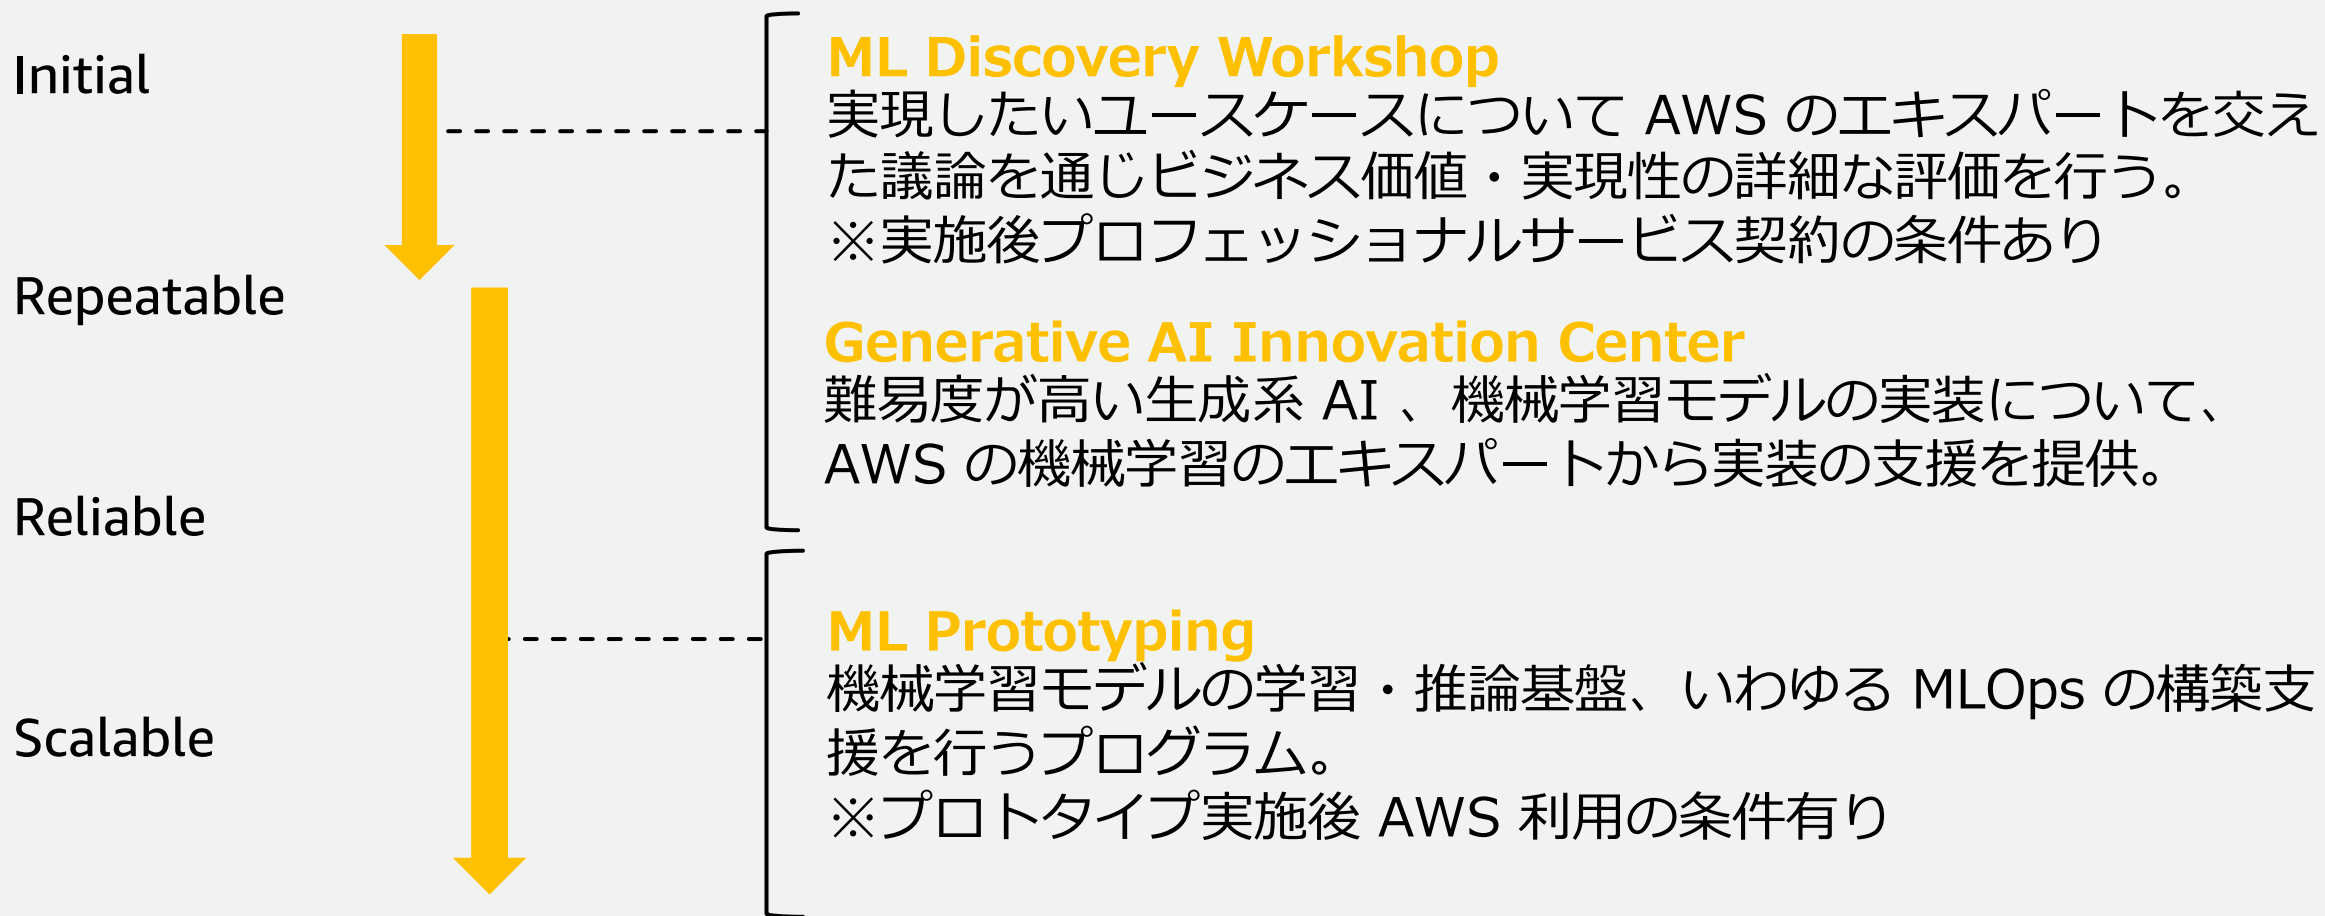 Initial
Repeatable
Reliable
Scalable
ML Discovery Workshop
実現したいユースケースについて AWS のエキスパートを交え
た議論を通じビジネス価値・実現性の詳細な評価を行う。
※実施後プロフェッショナルサービス契約の条件あり
Generative AI Innovation Center
難易度が高い生成系 AI 、機械学習モデルの実装について、
AWS の機械学習のエキスパートから実装の支援を提供。
ML Prototyping
機械学習モデルの学習・推論基盤、いわゆる MLOps の構築支
援を行うプログラム。
※プロトタイプ実施後 AWS 利用の条件有り